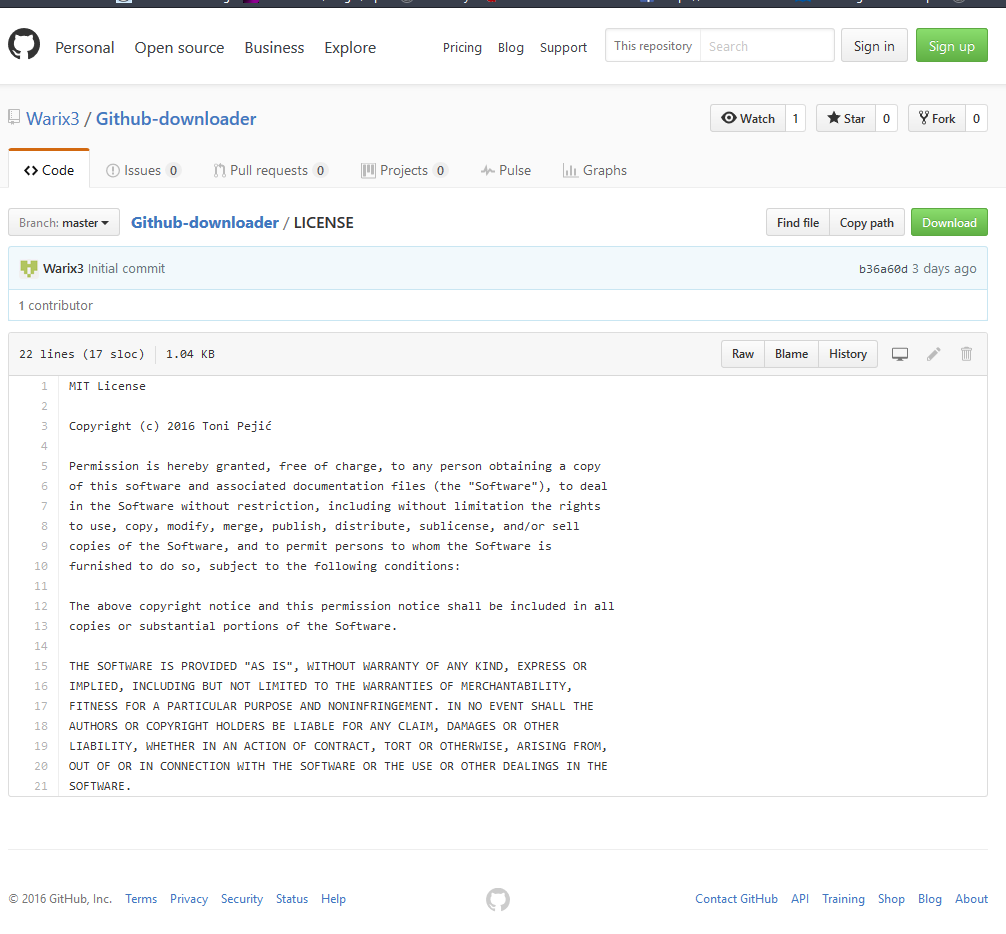 Personal Open source Business Explore Pricing Blog Support This repository Search Sign in Sign up
Warix3 / Github-downloader Watch 1 Star 0 Fork 0
Code Issues 0 Pull requests 0 Projects 0 Pulse Graphs
Branch: master Github-downloader / LICENSE Find file Copy path Download
Warix3 Initial commit b36a60d 3 days ago
1 contributor
22 lines (17 sloc) 1.04 KB Raw Blame History
1 MIT License
2
3 Copyright (c) 2016 Toni Pejić
4
5 Permission is hereby granted, free of charge, to any person obtaining a copy
6 of this software and associated documentation files (the "Software"), to deal
7 in the Software without restriction, including without limitation the rights
8 to use, copy, modify, merge, publish, distribute, sublicense, and/or sell
9 copies of the Software, and to permit persons to whom the Software is
10 furnished to do so, subject to the following conditions:
11
12 The above copyright notice and this permission notice shall be included in all
13 copies or substantial portions of the Software.
14
15 THE SOFTWARE IS PROVIDED "AS IS", WITHOUT WARRANTY OF ANY KIND, EXPRESS OR
16 IMPLIED, INCLUDING BUT NOT LIMITED TO THE WARRANTIES OF MERCHANTABILITY,
17 FITNESS FOR A PARTICULAR PURPOSE AND NONINFRINGEMENT. IN NO EVENT SHALL THE
18 AUTHORS OR COPYRIGHT HOLDERS BE LIABLE FOR ANY CLAIM, DAMAGES OR OTHER
19 LIABILITY, WHETHER IN AN ACTION OF CONTRACT, TORT OR OTHERWISE, ARISING FROM,
20 OUT OF OR IN CONNECTION WITH THE SOFTWARE OR THE USE OR OTHER DEALINGS IN THE
21 SOFTWARE.
© 2016 GitHub, Inc. Terms Privacy Security Status Help Contact GitHub API Training Shop Blog About